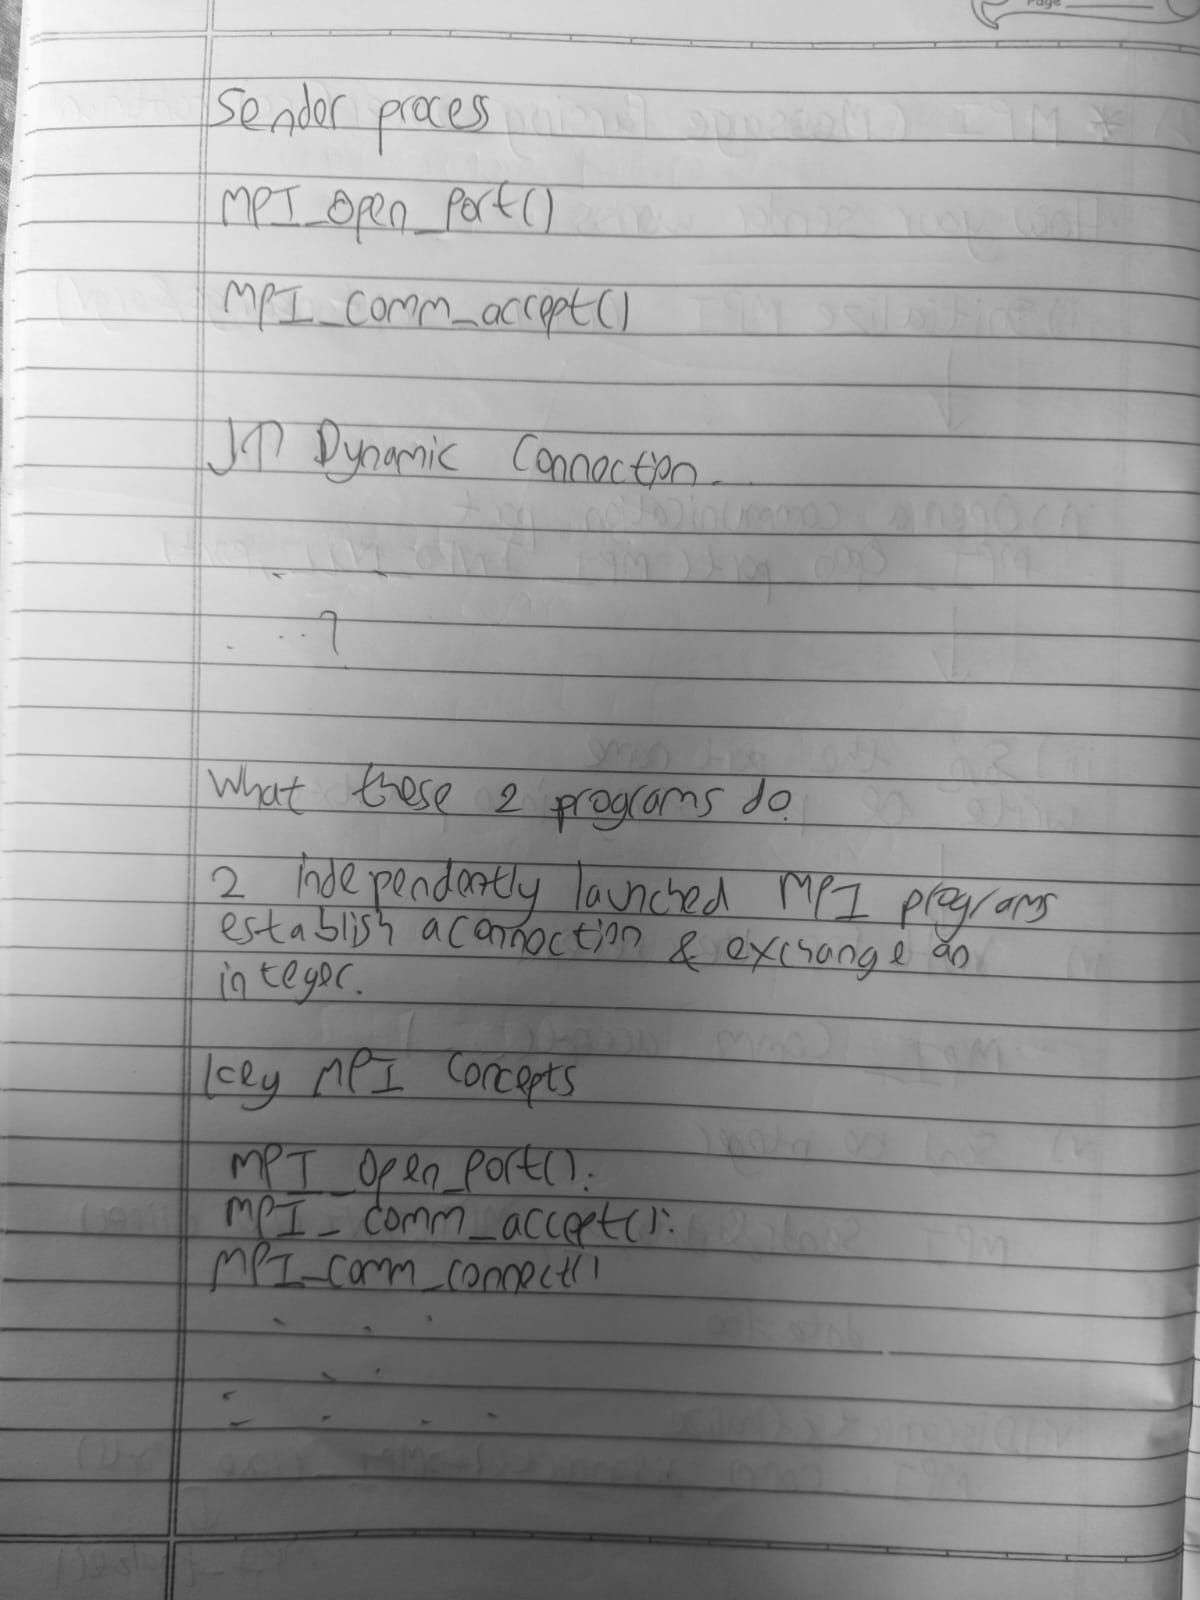 Page
Sender process
MPI_Open_Port()
MPI_Comm_accept()
↓↑ Dynamic Connection.
What these 2 programs do
2 independently launched MPI programs
establish a connection & exchange an
integer.
Key MPI Concepts
MPI_Open_Port():
MPI_Comm_accept():
MPI_Comm_connect()